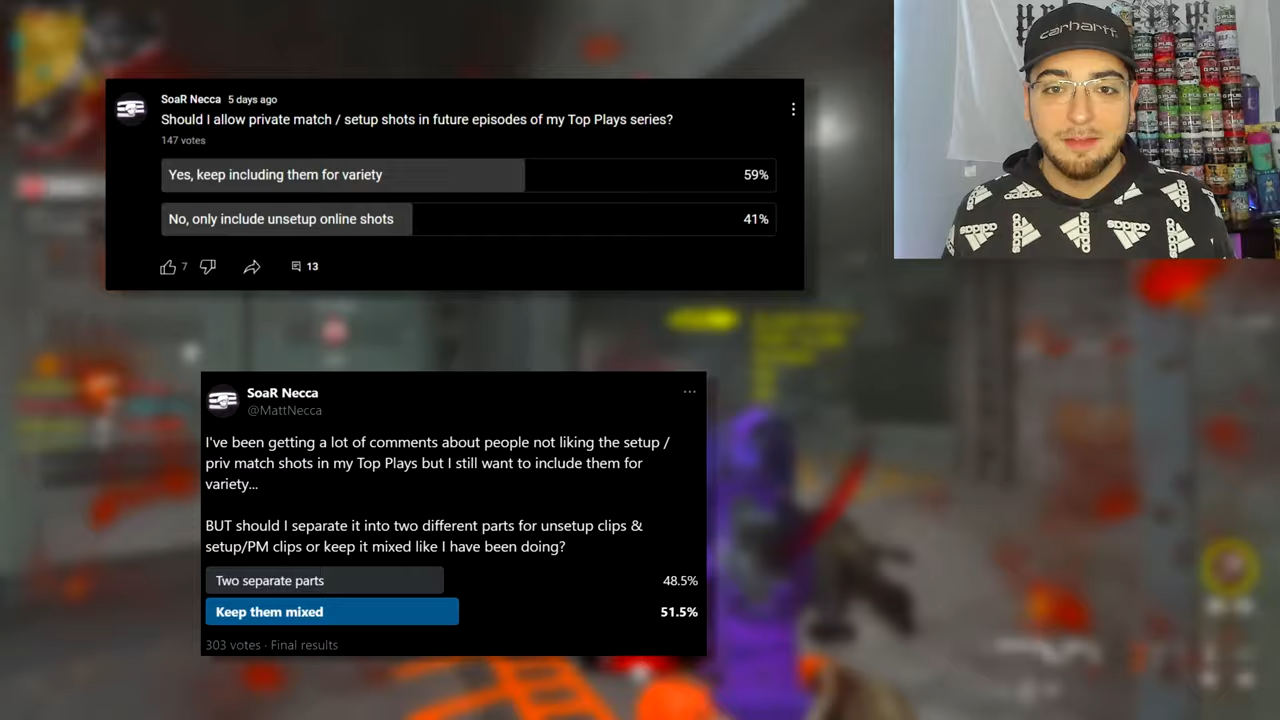 SoaR Necca 5 days ago
Should I allow private match / setup shots in future episodes of my Top Plays series?
147 votes
Yes, keep including them for variety 59%
No, only include unsetup online shots 41%
7 13
SoaR Necca
@MattNecca
I've been getting a lot of comments about people not liking the setup /
priv match shots in my Top Plays but I still want to include them for
variety...
BUT should I separate it into two different parts for unsetup clips &
setup/PM clips or keep it mixed like I have been doing?
Two separate parts 48.5%
Keep them mixed 51.5%
303 votes · Final results
carhartt
adidas
G FUEL